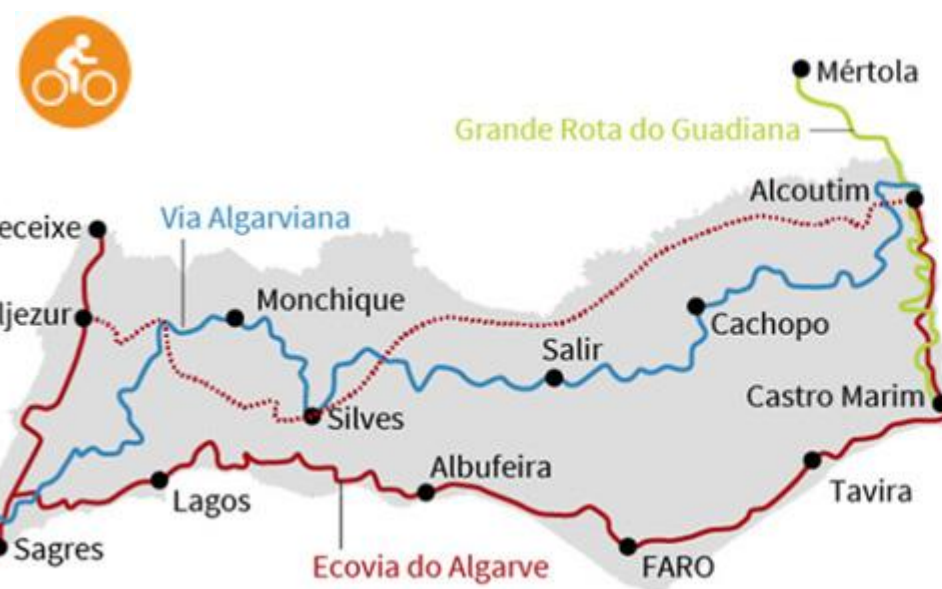 Mértola
Grande Rota do Guadiana
Alcoutim
eceixe
Via Algarviana
Monchique
ljezur
Cachopo
Salir
Castro Marim
Silves
Albufeira
Tavira
Lagos
Sagres
Ecovia do Algarve
FARO